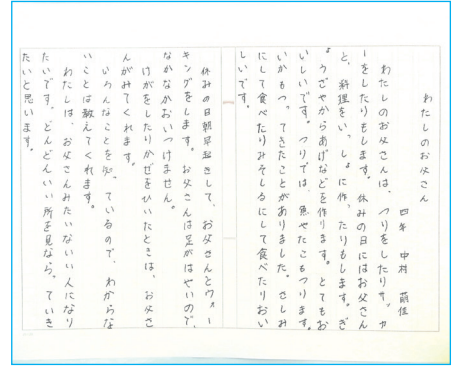 わたしのお父さん
四年 中村 萌佳
わたしのお父さんは、つりをしたりサッカ
ーをしたりもします。休みの日にはお父さん
と、料理をいっしょに作ったりもします。ぎ
ょうざやからあげなどを作ります。とてもお
いしいです。つりでは、魚やたこもつります。
いかもつってきたことがありました。さしみ
にして食べたりみそしるにして食べたりおい
しいです。
休みの日朝早起きして、お父さんとウォー
キングをします。お父さんは足がはやいので、
なかなかおいつけません。
けがをしたりかぜをひいたときは、お父さ
んがみてくれます。
いろんなことを知っているので、わからな
いことは教えてくれます。
わたしは、お父さんみたいないい人になり
たいです。どんどんいい所を見ならっていき
たいと思います。